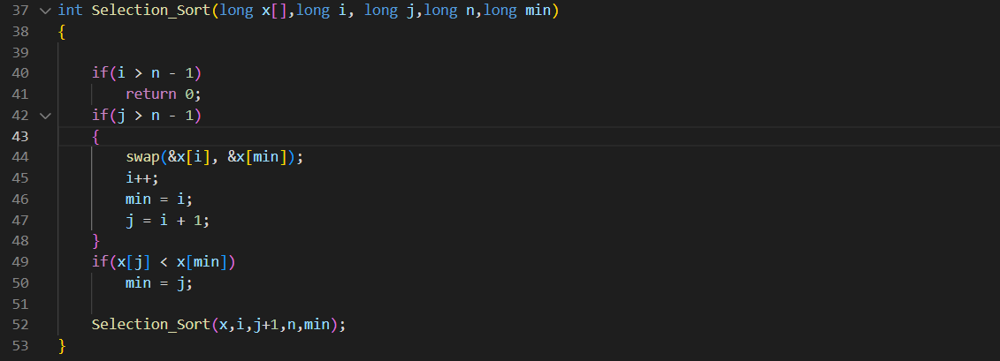 37 int Selection_Sort(long x[],long i, long j,long n,long min)
38 {
39
40 if(i > n - 1)
41 return 0;
42 if(j > n - 1)
43 {
44 swap(&x[i], &x[min]);
45 i++;
46 min = i;
47 j = i + 1;
48 }
49 if(x[j] < x[min])
50 min = j;
51
52 Selection_Sort(x,i,j+1,n,min);
53 }